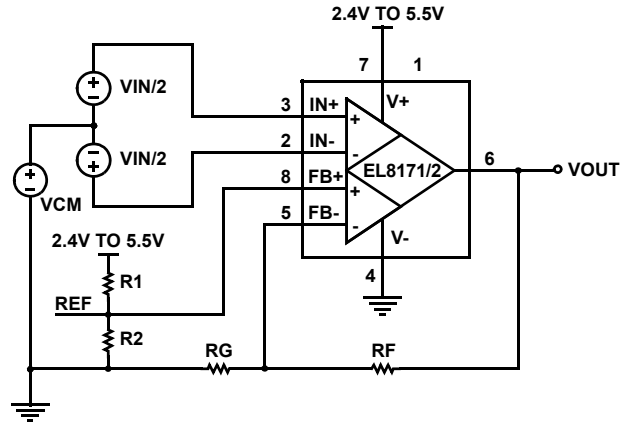 2.4V TO 5.5V
7 1
VIN/2
3 IN+ V+
+
-
+
-
2 IN-
+
-
EL8171/2
6
VOUT
VIN/2
-
+
8 FB+
+
-
VCM
+
-
5 FB-
V-
2.4V TO 5.5V
4
R1
REF
R2
RG RF